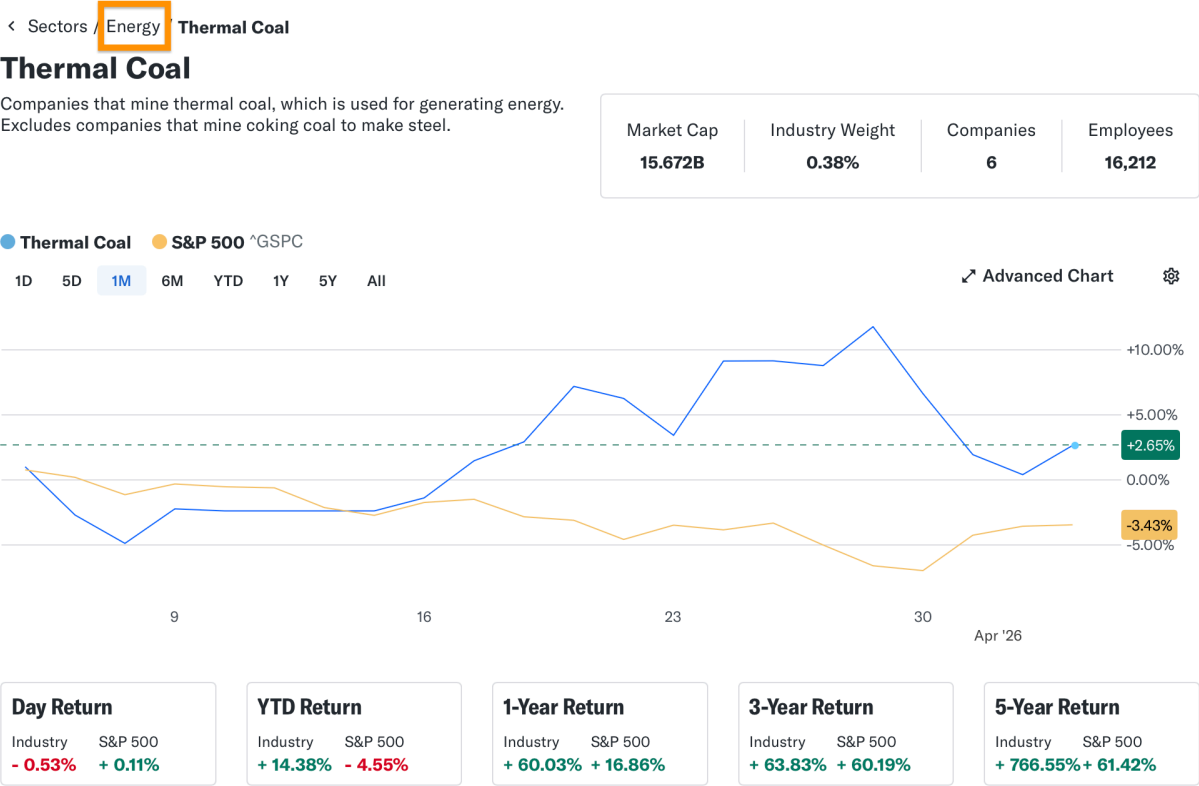 Sectors / Energy / Thermal Coal
Thermal Coal
Companies that mine thermal coal, which is used for generating energy.
Excludes companies that mine coking coal to make steel.
Market Cap Industry Weight Companies Employees
15.672B 0.38% 6 16,212
Thermal Coal S&P 500 ^GSPC
1D 5D 1M 6M YTD 1Y 5Y All Advanced Chart
+10.00%
+5.00%
+2.65%
0.00%
-3.43%
-5.00%
9 16 23 30
Apr '26
Day Return YTD Return 1-Year Return 3-Year Return 5-Year Return
Industry S&P 500 Industry S&P 500 Industry S&P 500 Industry S&P 500 Industry S&P 500
- 0.53% + 0.11% + 14.38% - 4.55% + 60.03% + 16.86% + 63.83% + 60.19% + 766.55% + 61.42%